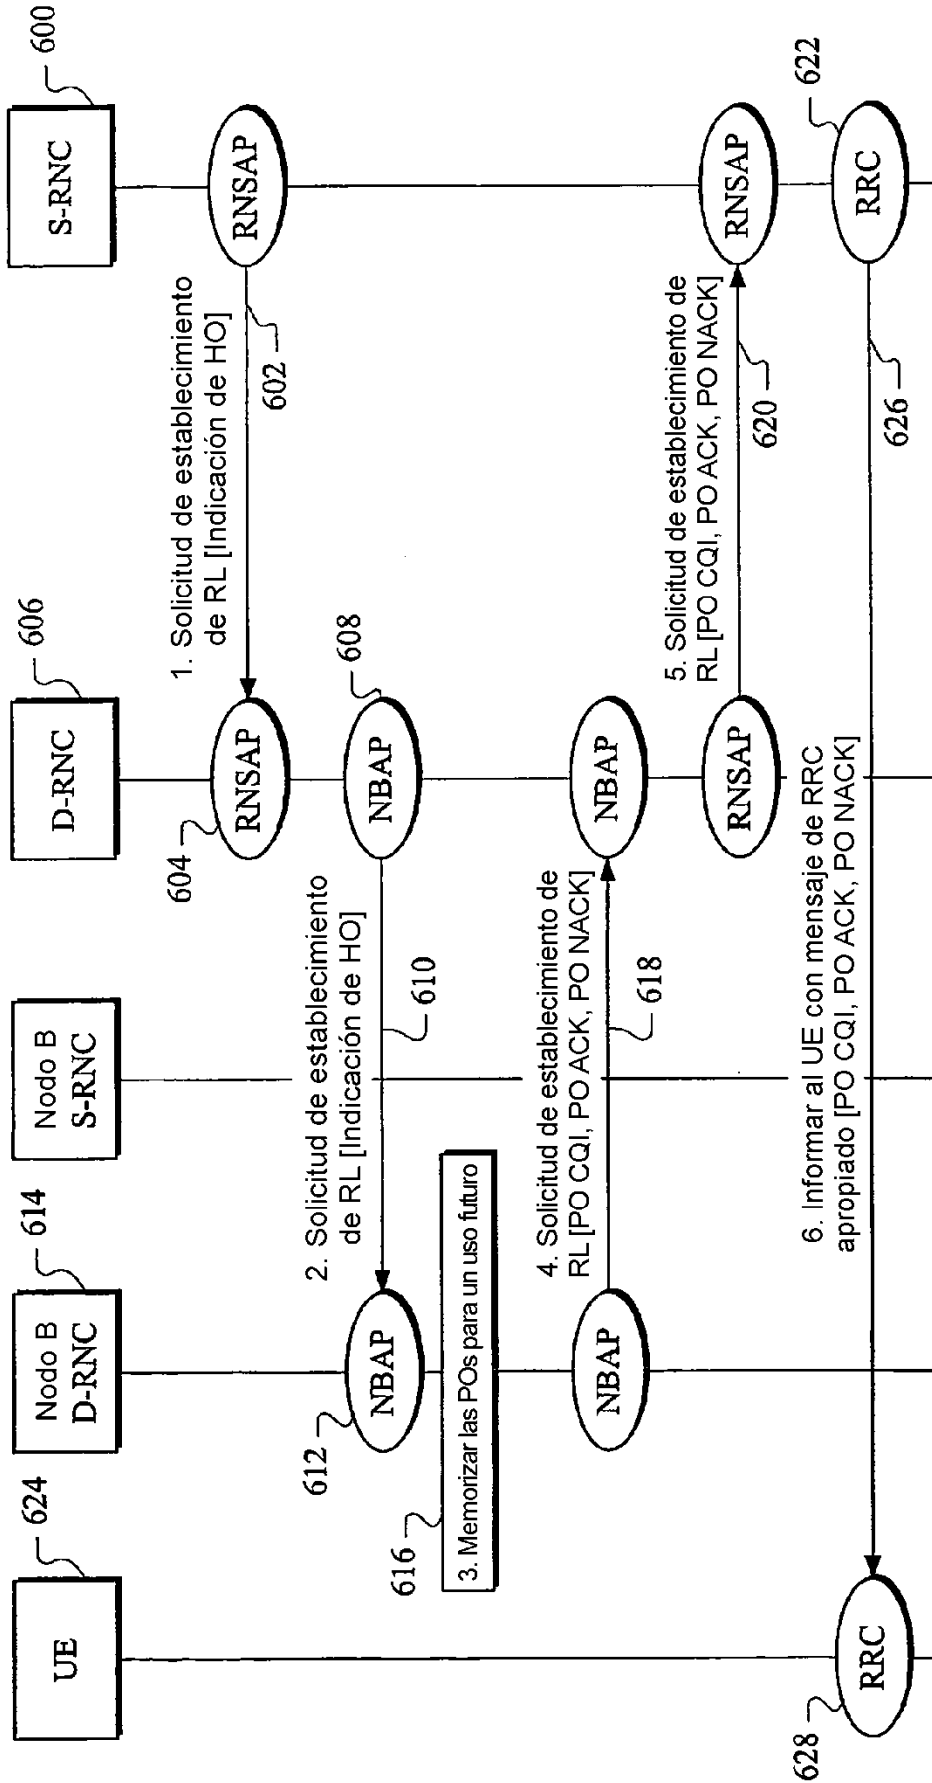 UE
624
Nodo B
D-RNC
614
Nodo B
S-RNC
D-RNC
606
S-RNC
600
1. Solicitud de establecimiento
de RL [Indicación de HO]
602
RNSAP
RNSAP
604
2. Solicitud de establecimiento
de RL [Indicación de HO]
610
NBAP
608
NBAP
612
616
3. Memorizar las POs para un uso futuro
4. Solicitud de establecimiento de
RL [PO CQI, PO ACK, PO NACK]
618
NBAP
NBAP
5. Solicitud de establecimiento de
RL [PO CQI, PO ACK, PO NACK]
620
RNSAP
RNSAP
6. Informar al UE con mensaje de RRC
apropiado [PO CQI, PO ACK, PO NACK]
626
RRC
622
RRC
628